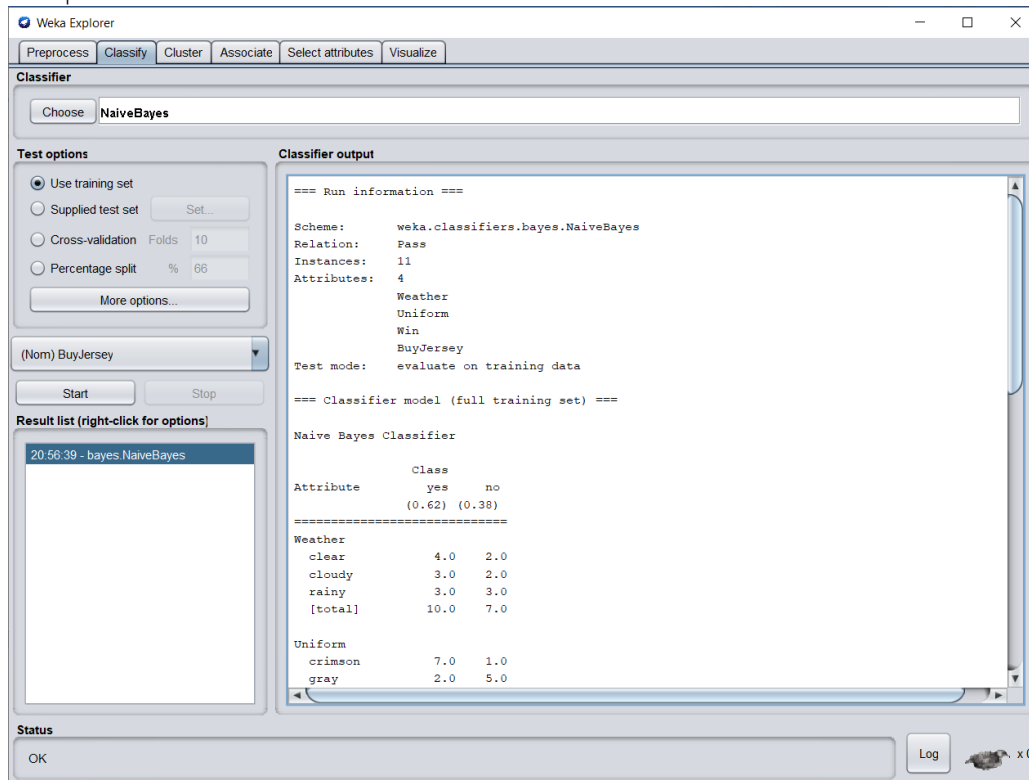 Weka Explorer
Preprocess Classify Cluster Associate Select attributes Visualize
Classifier
Choose NaiveBayes
Test options
Use training set
Supplied test set Set...
Cross-validation Folds 10
Percentage split % 66
More options...
(Nom) BuyJersey
Start Stop
Result list (right-click for options)
20:56:39 - bayes.NaiveBayes
Classifier output
=== Run information ===
Scheme: weka.classifiers.bayes.NaiveBayes
Relation: Pass
Instances: 11
Attributes: 4
Weather
Uniform
Win
BuyJersey
Test mode: evaluate on training data
=== Classifier model (full training set) ===
Naive Bayes Classifier
Class
Attribute yes no
(0.62) (0.38)
=============================
Weather
clear 4.0 2.0
cloudy 3.0 2.0
rainy 3.0 3.0
[total] 10.0 7.0
Uniform
crimson 7.0 1.0
gray 2.0 5.0
Status
OK
Log